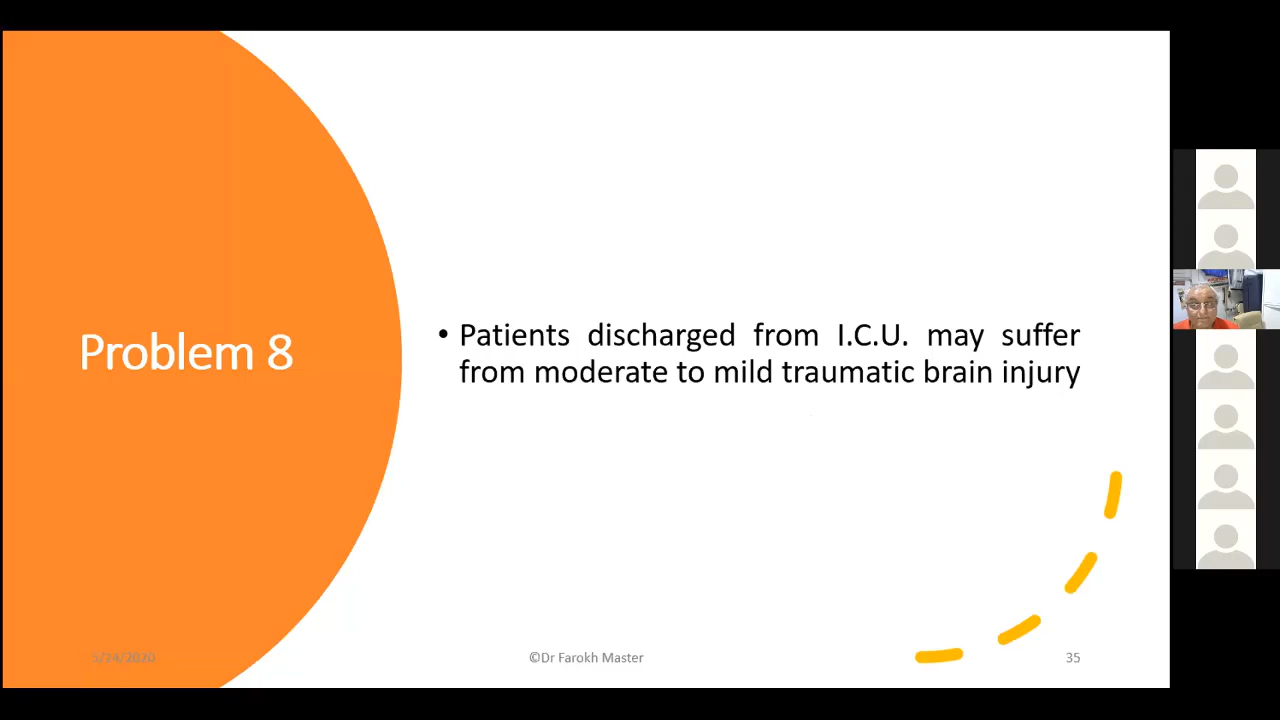 Problem 8
• Patients discharged from I.C.U. may suffer
from moderate to mild traumatic brain injury
5/24/2020
©Dr Farokh Master
35